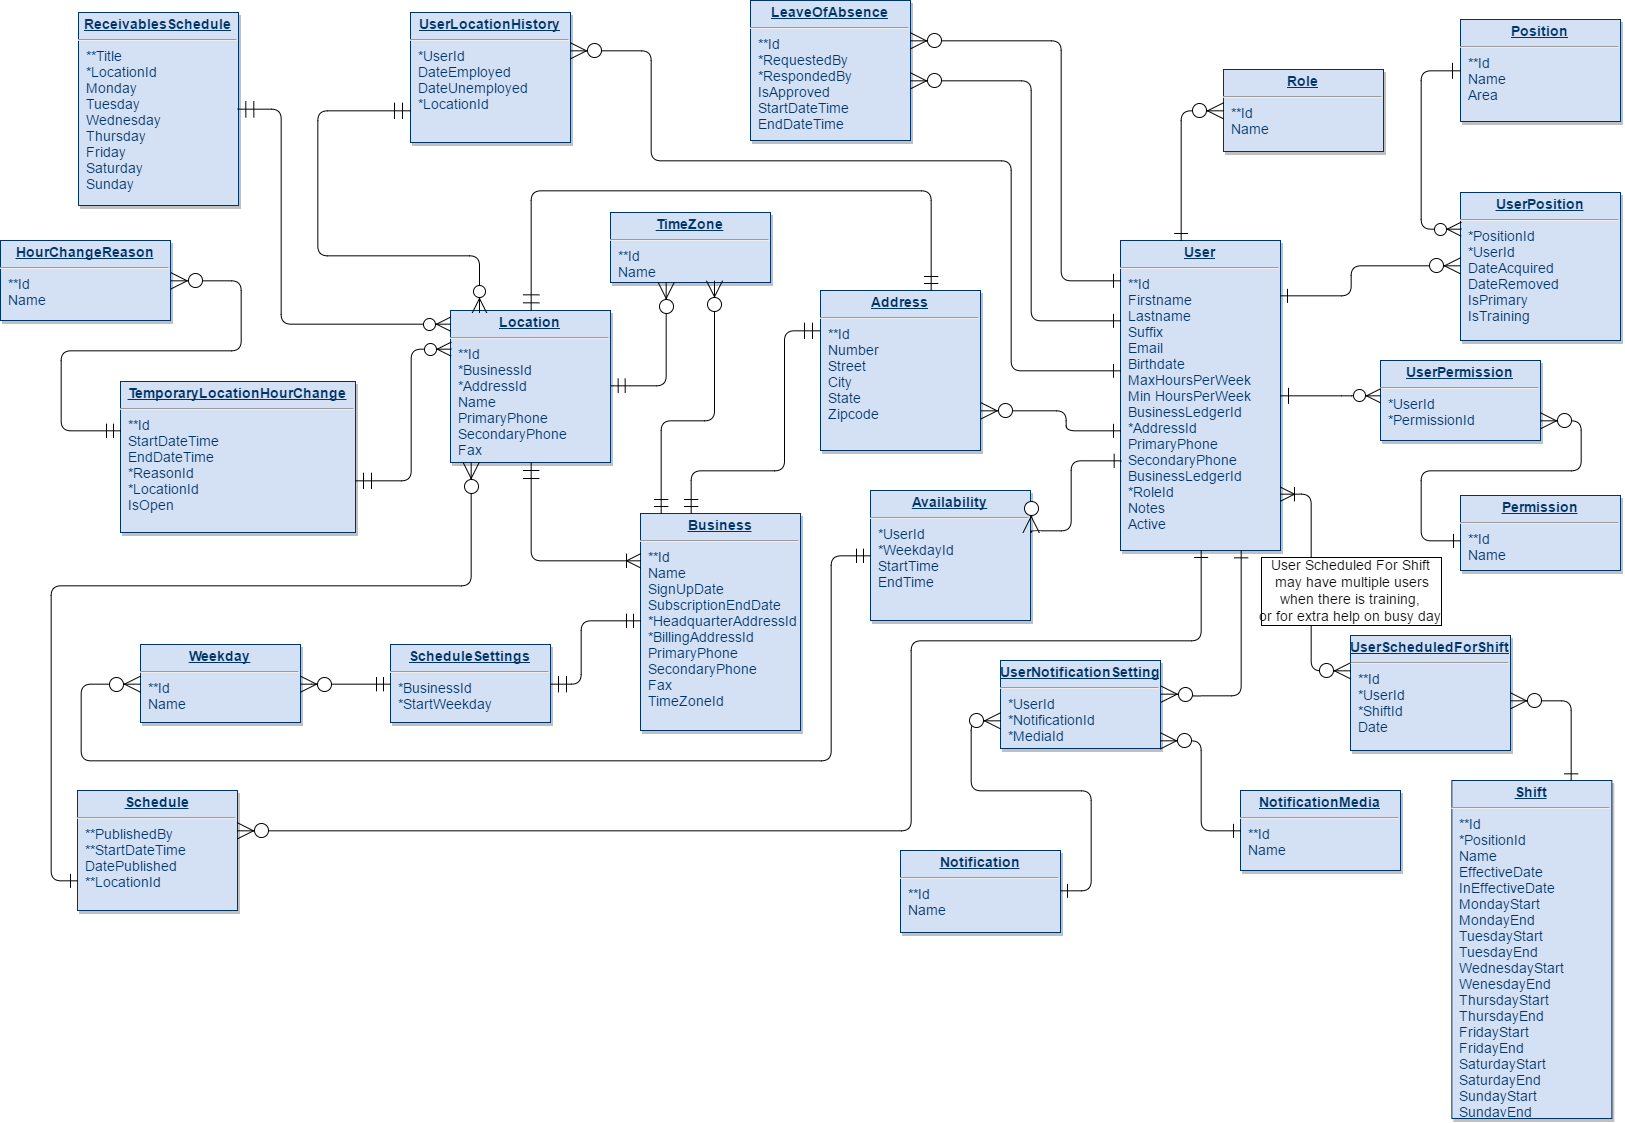 ReceivablesSchedule
**Title
*LocationId
Monday
Tuesday
Wednesday
Thursday
Friday
Saturday
Sunday
UserLocationHistory
*UserId
DateEmployed
DateUnemployed
*LocationId
LeaveOfAbsence
**Id
*RequestedBy
*RespondedBy
IsApproved
StartDateTime
EndDateTime
Role
**Id
Name
Position
**Id
Name
Area
HourChangeReason
**Id
Name
TimeZone
**Id
Name
UserPosition
*PositionId
*UserId
DateAcquired
DateRemoved
IsPrimary
IsTraining
Location
**Id
*BusinessId
*AddressId
Name
PrimaryPhone
SecondaryPhone
Fax
Address
**Id
Number
Street
City
State
Zipcode
User
**Id
Firstname
Lastname
Suffix
Email
Birthdate
MaxHoursPerWeek
Min HoursPerWeek
BusinessLedgerId
*AddressId
PrimaryPhone
SecondaryPhone
BusinessLedgerId
*RoleId
Notes
Active
TemporaryLocationHourChange
**Id
StartDateTime
EndDateTime
*ReasonId
*LocationId
IsOpen
UserPermission
*UserId
*PermissionId
Availability
*UserId
*WeekdayId
StartTime
EndTime
Permission
**Id
Name
Business
**Id
Name
SignUpDate
SubscriptionEndDate
*HeadquarterAddressId
*BillingAddressId
PrimaryPhone
SecondaryPhone
Fax
TimeZoneId
User Scheduled For Shift
may have multiple users
when there is training,
or for extra help on busy day
Weekday
**Id
Name
ScheduleSettings
*BusinessId
*StartWeekday
UserNotificationSetting
*UserId
*NotificationId
*MediaId
UserScheduledForShift
**Id
*UserId
*ShiftId
Date
Schedule
**PublishedBy
**StartDateTime
DatePublished
**LocationId
Notification
**Id
Name
NotificationMedia
**Id
Name
Shift
**Id
*PositionId
Name
EffectiveDate
InEffectiveDate
MondayStart
MondayEnd
TuesdayStart
TuesdayEnd
WednesdayStart
WenesdayEnd
ThursdayStart
ThursdayEnd
FridayStart
FridayEnd
SaturdayStart
SaturdayEnd
SundayStart
SundayEnd